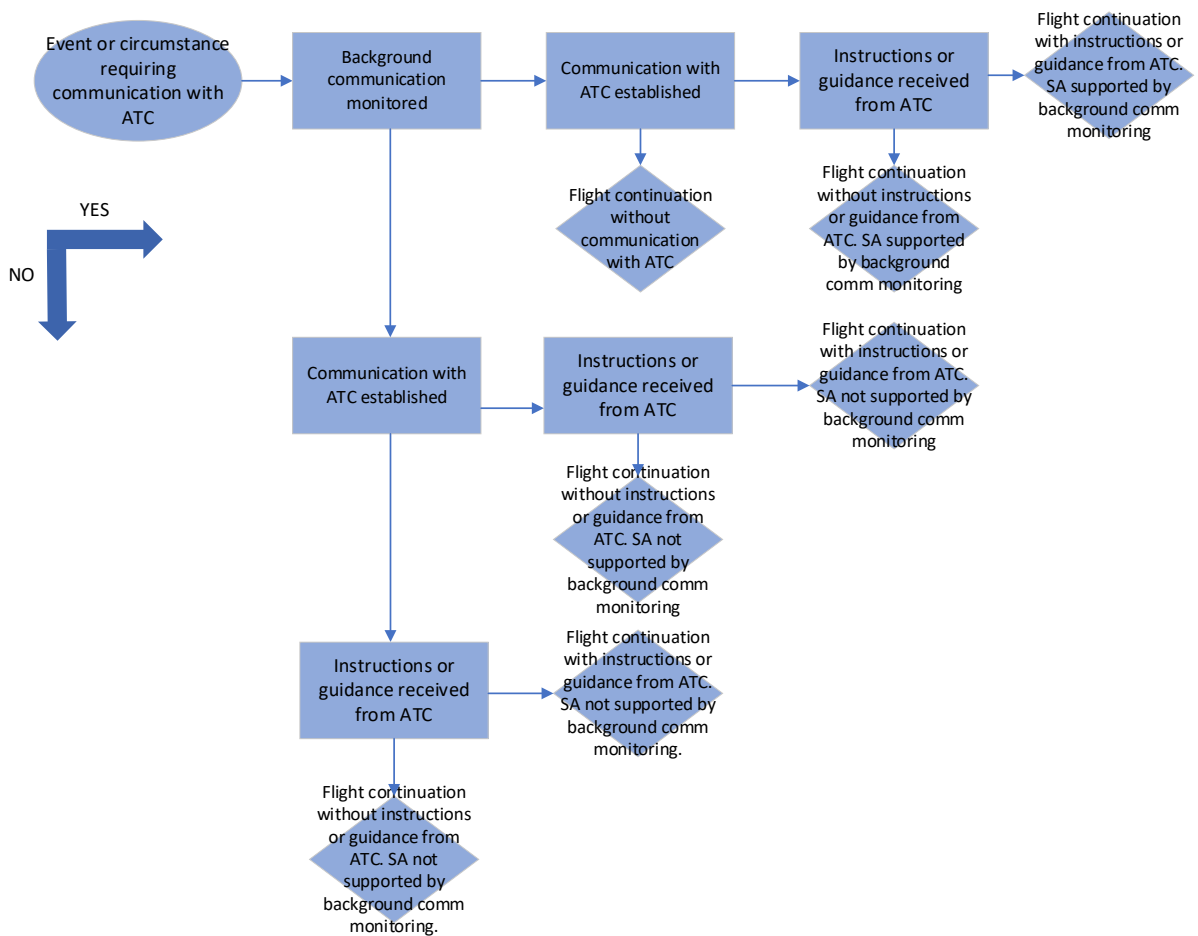 Event or circumstance
requiring
communication with
ATC
Background
communication
monitored
Communication with
ATC established
Instructions or
guidance received
from ATC
Flight continuation
with instructions or
guidance from ATC.
SA supported by
background comm
monitoring
YES
NO
Flight continuation
without
communication
with ATC
Flight continuation
without instructions
or guidance from
ATC. SA supported
by background
comm monitoring
Communication with
ATC established
Instructions or
guidance received
from ATC
Flight continuation
with instructions or
guidance from ATC.
SA not supported by
background comm
monitoring
Flight continuation
without instructions
or guidance from
ATC. SA not
supported by
background comm
monitoring
Instructions or
guidance received
from ATC
Flight continuation
with instructions or
guidance from ATC.
SA not supported by
background comm
monitoring.
Flight continuation
without instructions
or guidance from
ATC. SA not
supported by
background comm
monitoring.